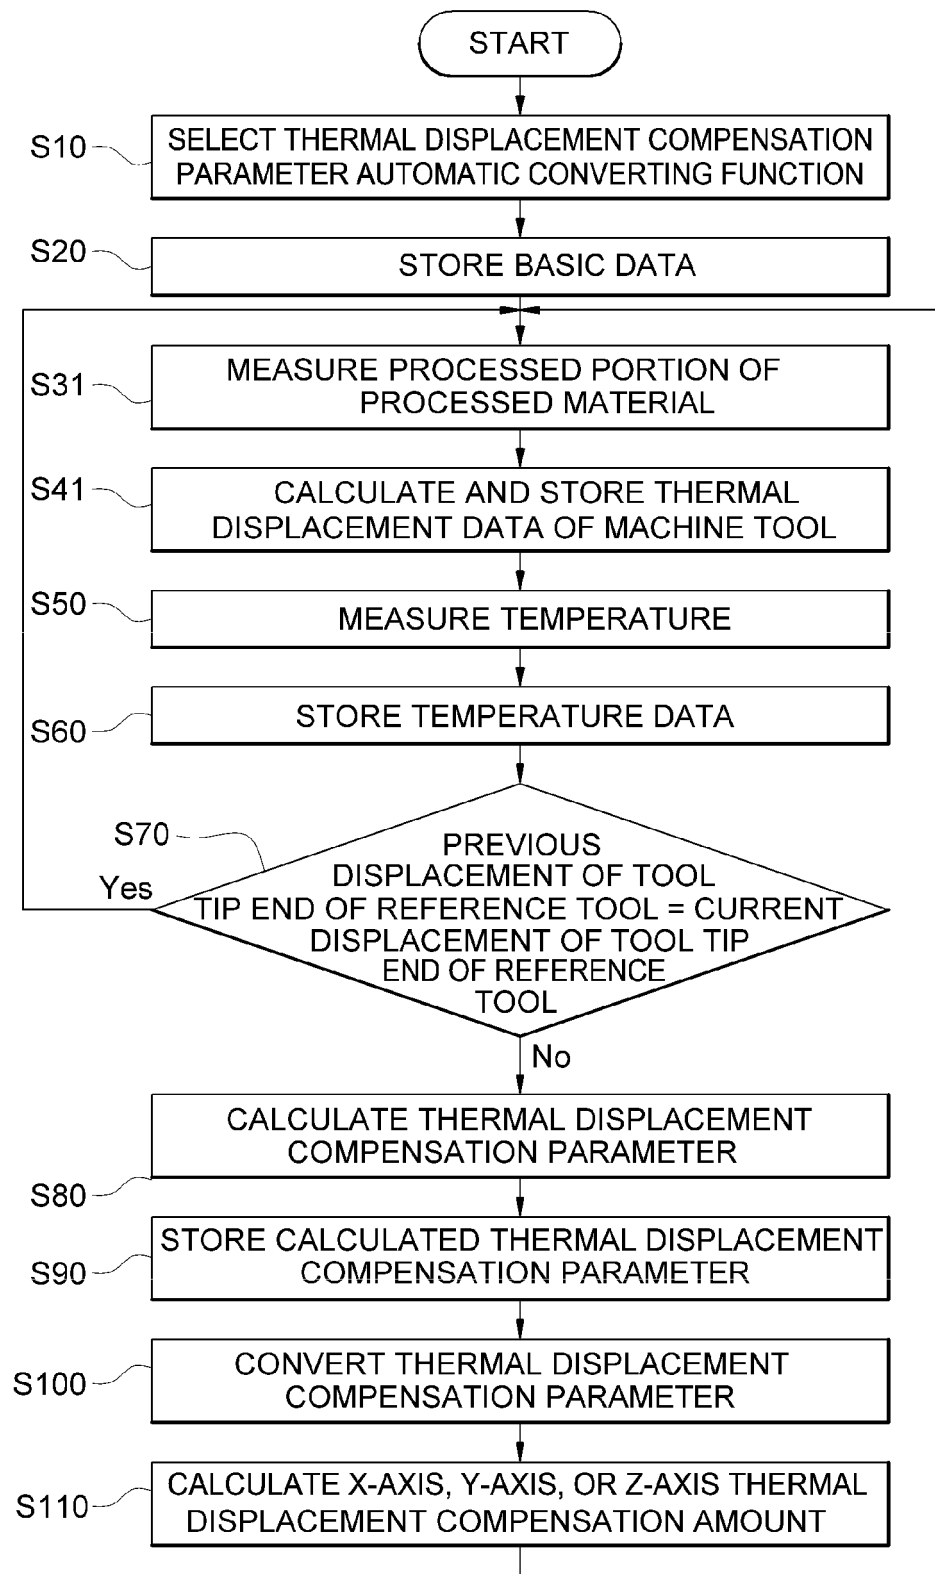 START
S10
SELECT THERMAL DISPLACEMENT COMPENSATION
PARAMETER AUTOMATIC CONVERTING FUNCTION
S20
STORE BASIC DATA
S31
MEASURE PROCESSED PORTION OF
PROCESSED MATERIAL
S41
CALCULATE AND STORE THERMAL
DISPLACEMENT DATA OF MACHINE TOOL
S50
MEASURE TEMPERATURE
S60
STORE TEMPERATURE DATA
S70
Yes
PREVIOUS
DISPLACEMENT OF TOOL
TIP END OF REFERENCE TOOL = CURRENT
DISPLACEMENT OF TOOL TIP
END OF REFERENCE
TOOL
No
CALCULATE THERMAL DISPLACEMENT
COMPENSATION PARAMETER
S80
STORE CALCULATED THERMAL DISPLACEMENT
COMPENSATION PARAMETER
S90
CONVERT THERMAL DISPLACEMENT
COMPENSATION PARAMETER
S100
CALCULATE X-AXIS, Y-AXIS, OR Z-AXIS THERMAL
DISPLACEMENT COMPENSATION AMOUNT
S110